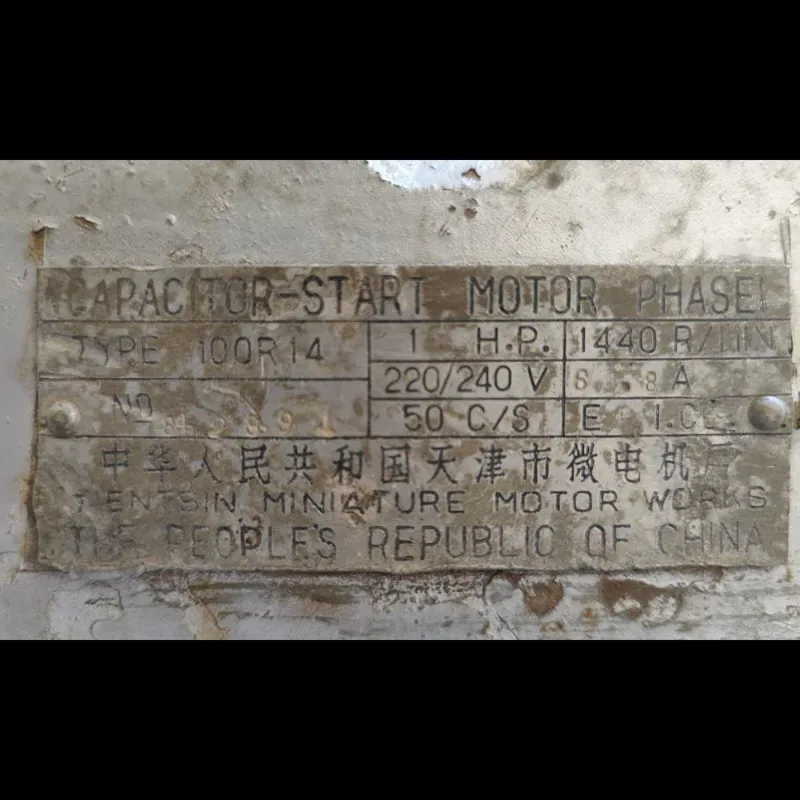 CAPACITOR-START MOTOR PHASE 1
TYPE 100R14
1 H.P.
1440 R/MIN
220/240 V
A
NO
50 C/S
E
中华人民共和国天津市微电机厂
TIENTSIN MINIATURE MOTOR WORKS
THE PEOPLE'S REPUBLIC OF CHINA